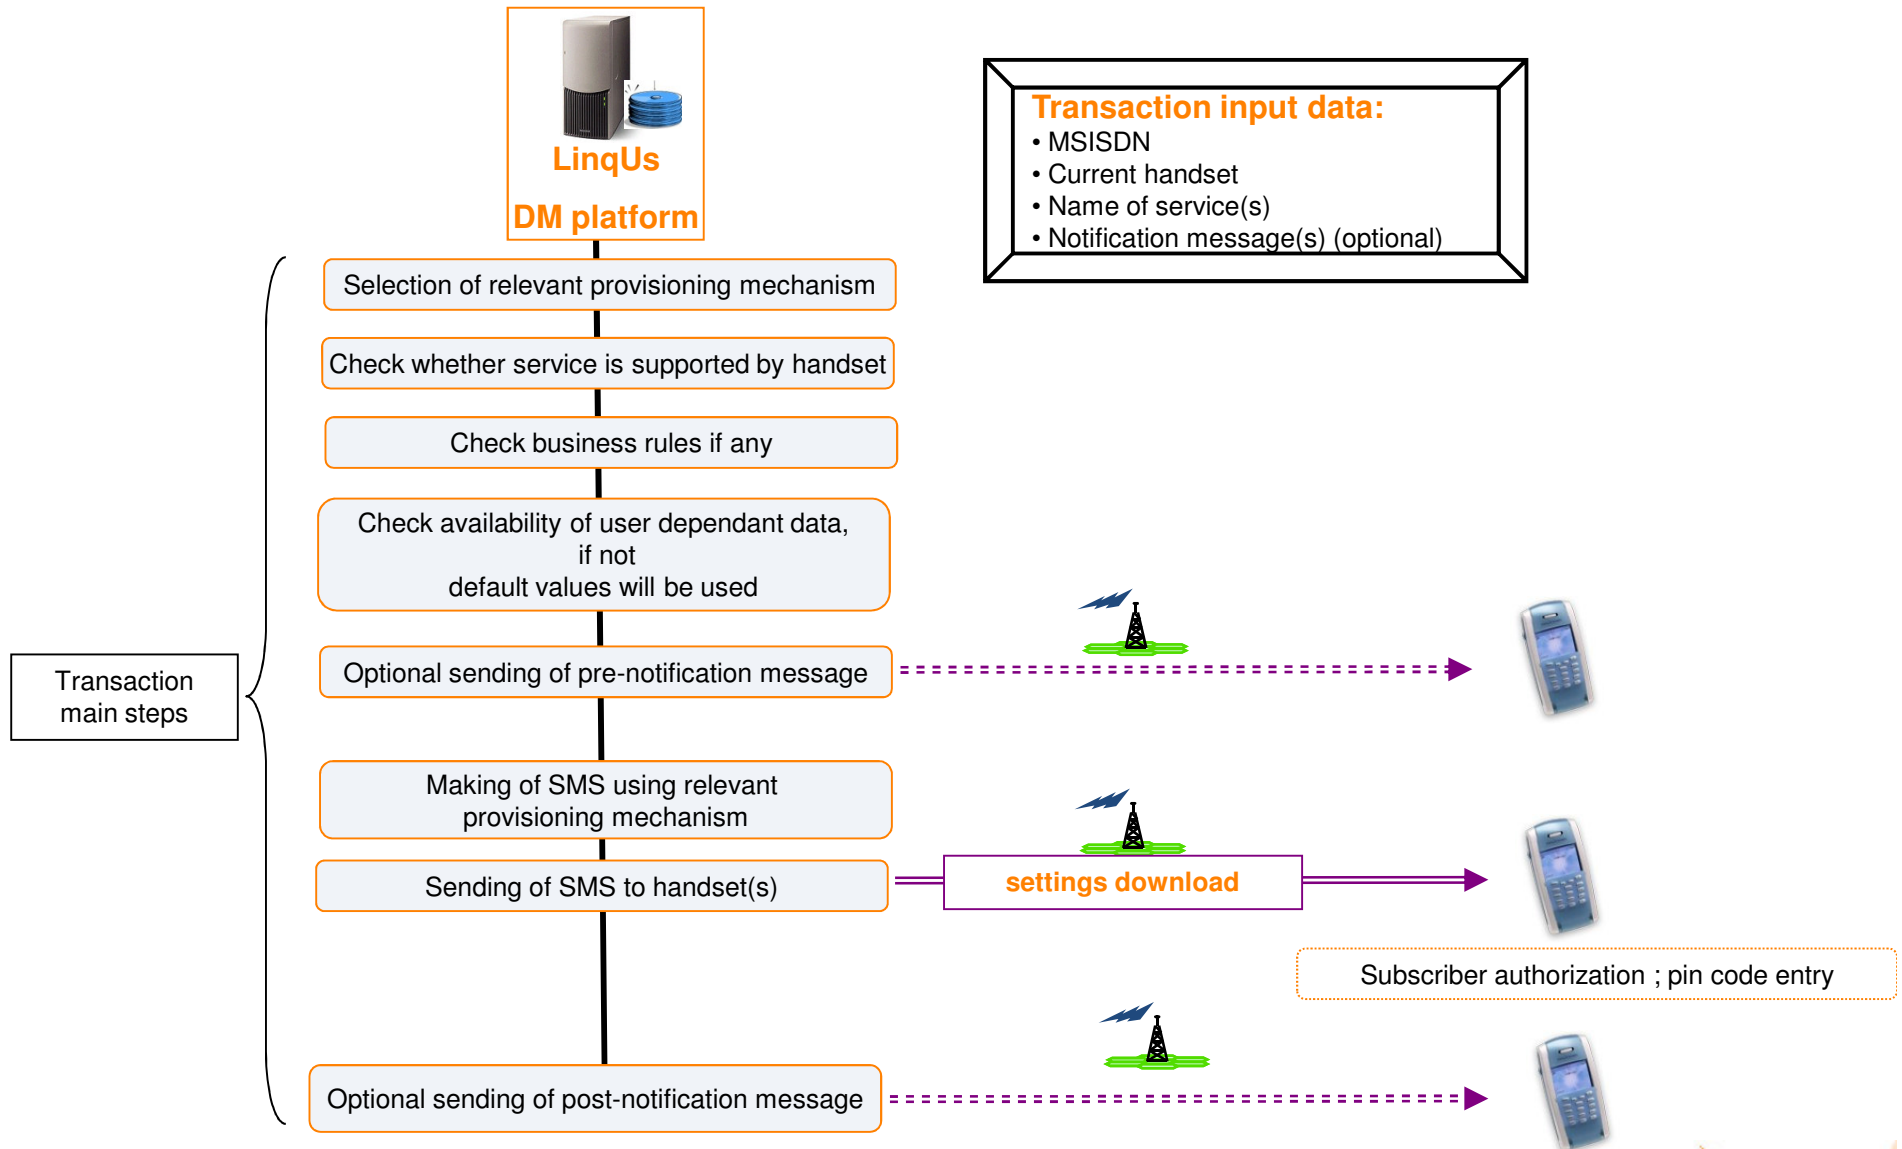 LinqUs
DM platform
Transaction input data:
• MSISDN
• Current handset
• Name of service(s)
• Notification message(s) (optional)
Selection of relevant provisioning mechanism
Check whether service is supported by handset
Check business rules if any
Check availability of user dependant data,
if not
default values will be used
Transaction
main steps
Optional sending of pre-notification message
Making of SMS using relevant
provisioning mechanism
Sending of SMS to handset(s)
settings download
Subscriber authorization ; pin code entry
Optional sending of post-notification message